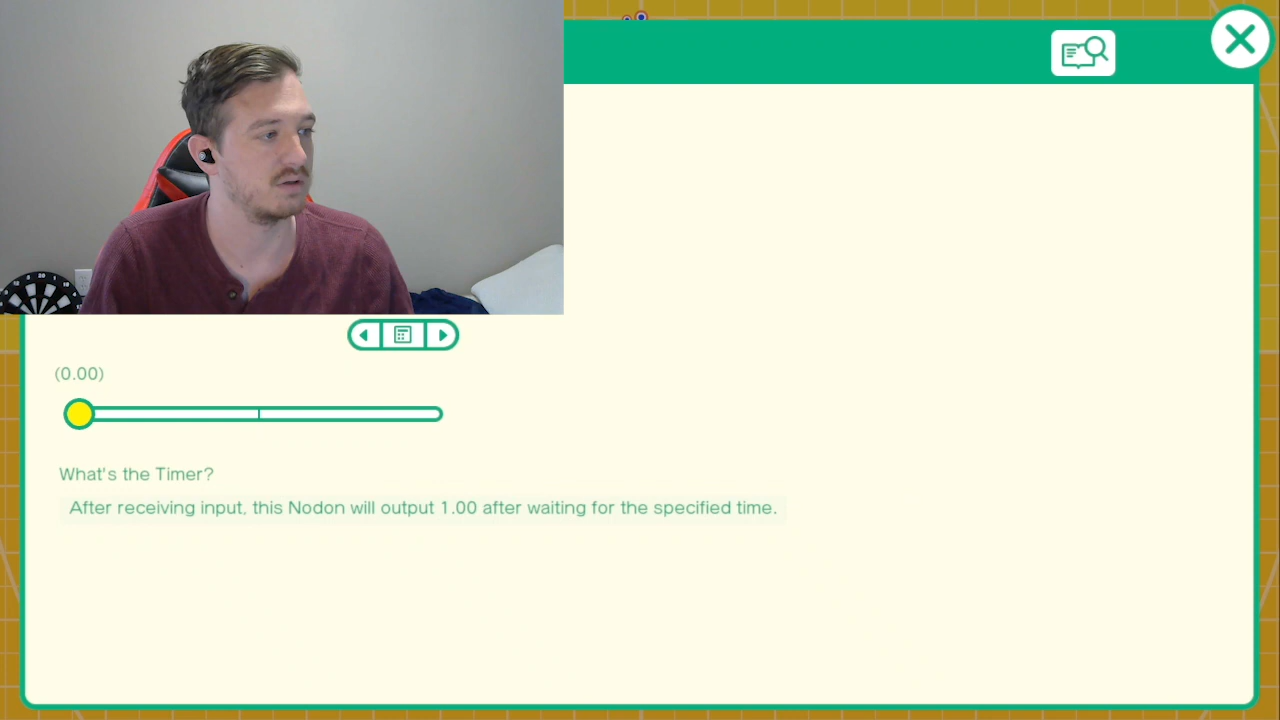 (0.00)
What's the Timer?
After receiving input, this Nodon will output 1.00 after waiting for the specified time.